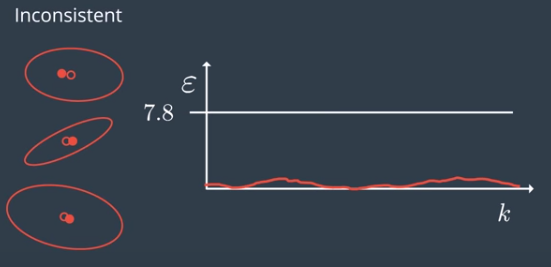 Inconsistent
ε
7.8
k